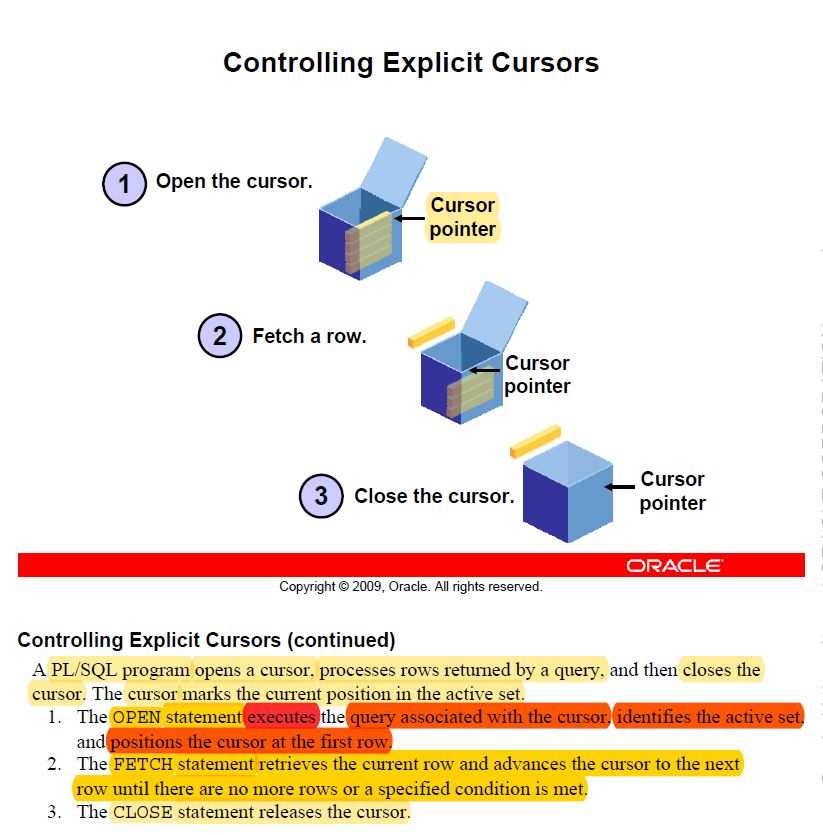 Controlling Explicit Cursors
1 Open the cursor.
Cursor
pointer
2 Fetch a row.
Cursor
pointer
3 Close the cursor.
Cursor
pointer
ORACLE
Copyright © 2009, Oracle. All rights reserved.
Controlling Explicit Cursors (continued)
A PL/SQL program opens a cursor, processes rows returned by a query, and then closes the
cursor. The cursor marks the current position in the active set.
1. The OPEN statement executes the query associated with the cursor, identifies the active set,
and positions the cursor at the first row.
2. The FETCH statement retrieves the current row and advances the cursor to the next
row until there are no more rows or a specified condition is met.
3. The CLOSE statement releases the cursor.